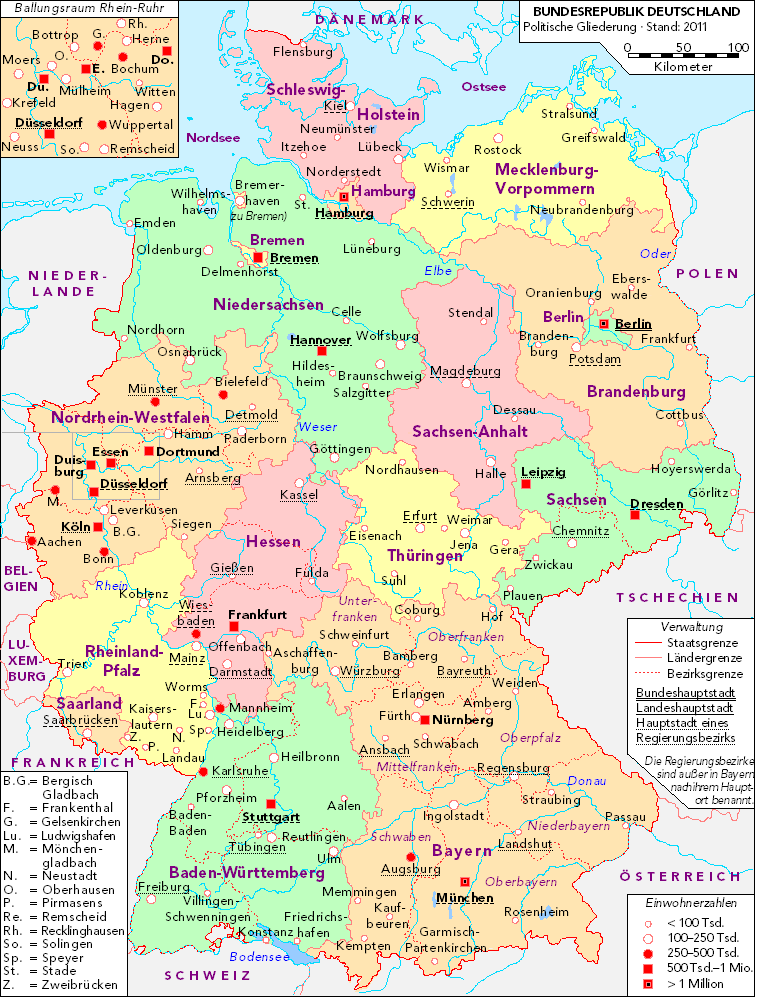 Ballungsraum Rhein-Ruhr
Rh.
Bottrop
G.
Herne
Moers
O.
E.
Bochum
Do.
Du.
Mülheim
Witten
Krefeld
Hagen
Düsseldorf
Wuppertal
Neuss
So.
Remscheid
DÄNEMARK
BUNDESREPUBLIK DEUTSCHLAND
Politische Gliederung · Stand: 2011
0 50 100
Kilometer
Flensburg
Schleswig-
Holstein
Kiel
Ostsee
Nordsee
Neumünster
Itzehoe
Lübeck
Norderstedt
Hamburg
Hamburg
Stralsund
Greifswald
Rostock
Wismar
Mecklenburg-
Vorpommern
Schwerin
Neubrandenburg
Wilhelms-
haven
Bremer-
haven
(zu Bremen)
St.
Emden
Bremen
Oldenburg
Bremen
Delmenhorst
Lüneburg
Elbe
Oder
POLEN
NIEDER-
LANDE
Niedersachsen
Celle
Stendal
Oranienburg
Ebers-
walde
Berlin
Berlin
Nordhorn
Hannover
Wolfsburg
Branden-
burg
Potsdam
Frankfurt
Osnabrück
Hildes-
heim
Braunschweig
Salzgitter
Magdeburg
Brandenburg
Münster
Bielefeld
Detmold
Nordrhein-Westfalen
Dessau
Cottbus
Weser
Sachsen-Anhalt
Hamm
Paderborn
Duis-
burg
Essen
Dortmund
Göttingen
Nordhausen
Halle
Leipzig
Hoyerswerda
Düsseldorf
Arnsberg
Kassel
Sachsen
Görlitz
M.
Dresden
Leverkusen
Köln
B.G.
Siegen
Erfurt
Weimar
Chemnitz
Hessen
Eisenach
Jena
Gera
Thüringen
Aachen
Bonn
Gießen
Fulda
Suhl
Zwickau
Plauen
BEL-
GIEN
Rhein
Koblenz
TSCHECHIEN
Wies-
baden
Frankfurt
Unter-
franken
Coburg
Hof
LU-
XEM-
BURG
Rheinland-
Pfalz
Mainz
Offenbach
Aschaffen-
burg
Schweinfurt
Oberfranken
Bamberg
Trier
Darmstadt
Würzburg
Bayreuth
Weiden
Saarland
Worms
Erlangen
Amberg
Saarbrücken
Kaisers-
lautern
F.
Lu.
Mannheim
Fürth
Nürnberg
Z.
P.
N.
Sp.
Heidelberg
Schwabach
Oberpfalz
Landau
Ansbach
Mittelfranken
Regensburg
FRANKREICH
Karlsruhe
Heilbronn
Donau
Straubing
Pforzheim
Aalen
Ingolstadt
Passau
Baden-
Baden
Stuttgart
Niederbayern
Reutlingen
Schwaben
Landshut
Tübingen
Ulm
Bayern
Baden-Württemberg
Augsburg
Oberbayern
Freiburg
Memmingen
München
Villingen-
Schwenningen
Friedrichs-
hafen
Kauf-
beuren
Rosenheim
Konstanz
Kempten
Garmisch-
Partenkirchen
Bodensee
SCHWEIZ
ÖSTERREICH
Verwaltung
Staatsgrenze
Ländergrenze
Bezirksgrenze
Bundeshauptstadt
Landeshauptstadt
Hauptstadt eines
Regierungsbezirks
Die Regierungsbezirke
sind außer in Bayern
nach ihrem Haupt-
ort benannt.
B.G.= Bergisch
Gladbach
F. = Frankenthal
G. = Gelsenkirchen
Lu. = Ludwigshafen
M. = Mönchen-
gladbach
N. = Neustadt
O. = Oberhausen
P. = Pirmasens
Re. = Remscheid
Rh. = Recklinghausen
So. = Solingen
Sp. = Speyer
St. = Stade
Z. = Zweibrücken
Einwohnerzahlen
< 100 Tsd.
100–250 Tsd.
250–500 Tsd.
500 Tsd.–1 Mio.
> 1 Million